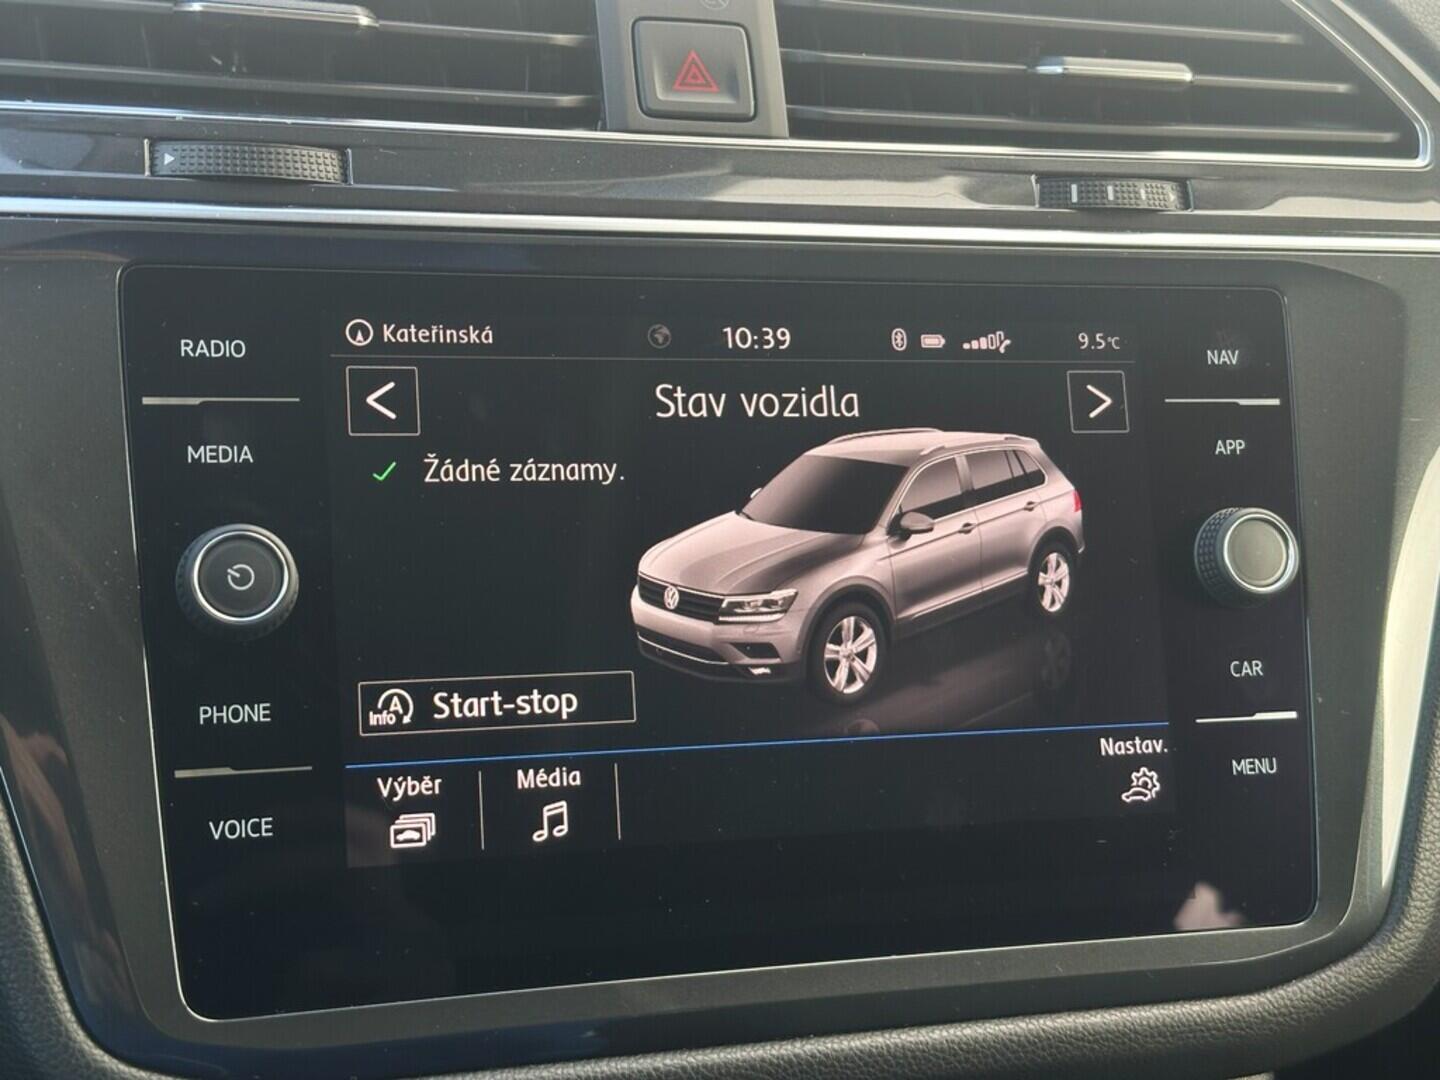 RADIO
MEDIA
PHONE
VOICE
Kateřinská
10:39
9.5°C
Stav vozidla
Žádné záznamy.
A
Info
Start-stop
Výběr
Média
Nastav.
NAV
APP
CAR
MENU